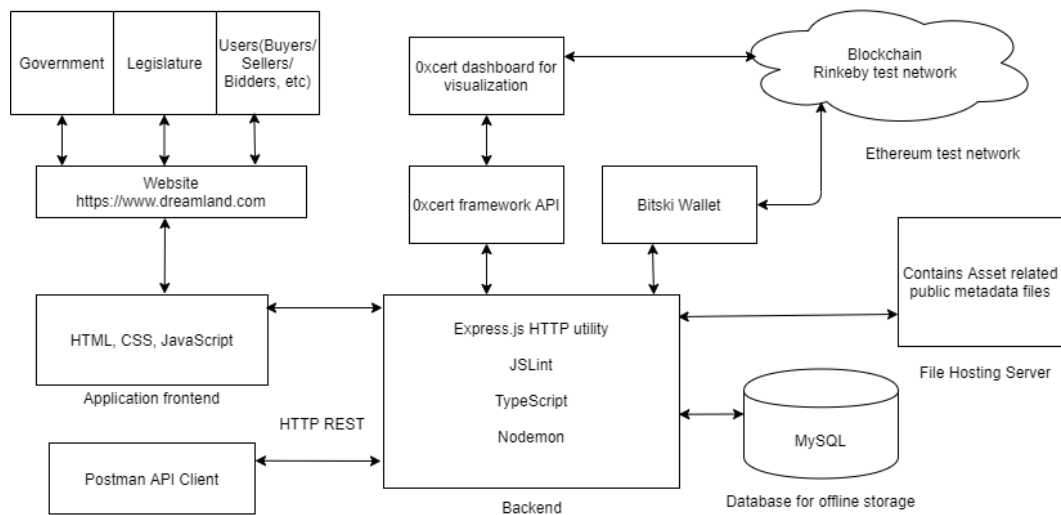 Government
Legislature
Users(Buyers/
Sellers/
Bidders, etc)
0xcert dashboard for
visualization
Blockchain
Rinkeby test network
Ethereum test network
Website
https://www.dreamland.com
0xcert framework API
Bitski Wallet
Contains Asset related
public metadata files
File Hosting Server
HTML, CSS, JavaScript
Application frontend
Express.js HTTP utility
JSLint
TypeScript
Nodemon
Backend
HTTP REST
Postman API Client
MySQL
Database for offline storage